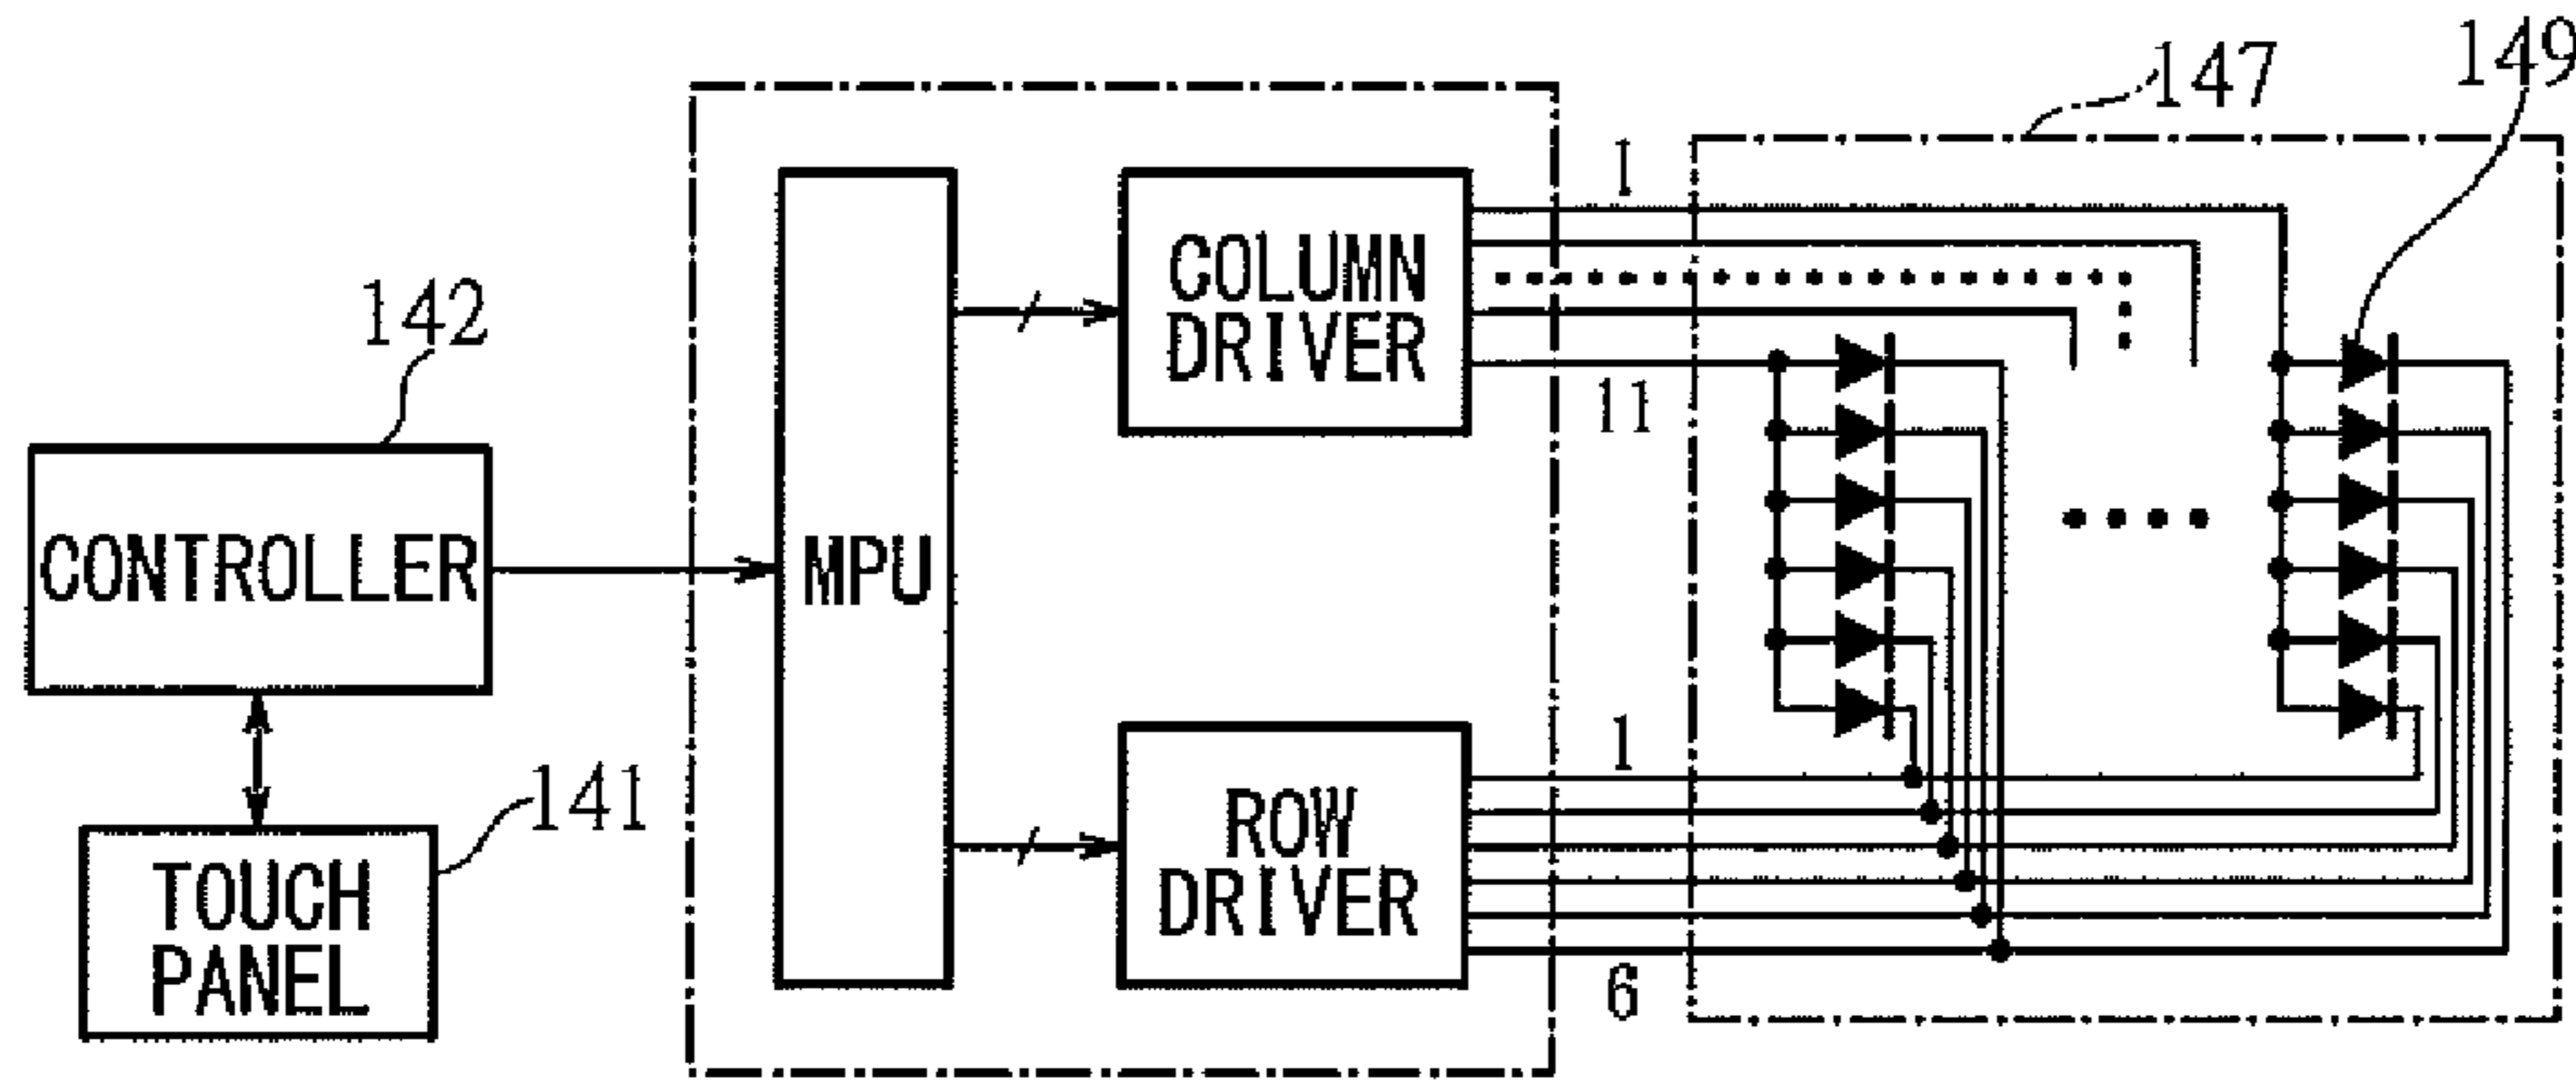 147
149
1
142
COLUMN
DRIVER
11
CONTROLLER
MPU
1
141
ROW
DRIVER
TOUCH
PANEL
6